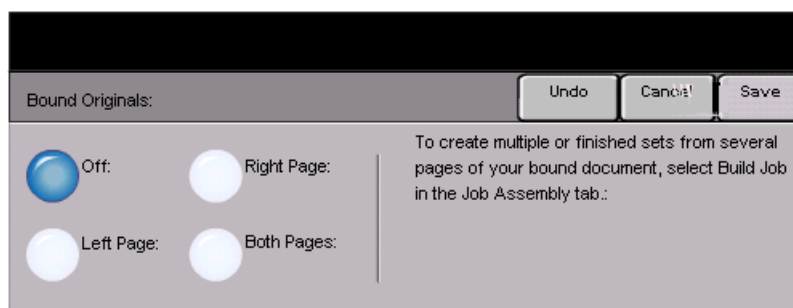 Bound Originals:
Undo
Cancel
Save
Off:
Right Page:
Left Page:
Both Pages:
To create multiple or finished sets from several
pages of your bound document, select Build Job
in the Job Assembly tab.: